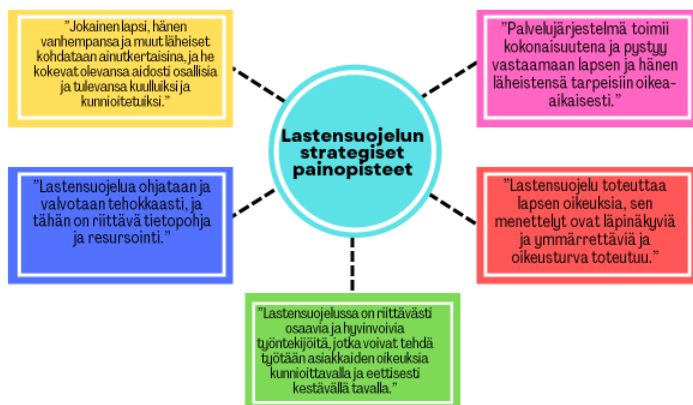 "Jokainen lapsi, hänen
vanhempansa ja muut läheiset
kohdataan ainutkertaisina, ja he
kokevat olevansa aidosti osallisia
ja tulevansa kuulluiksi ja
kunnioitetuiksi."
"Palvelujärjestelmä toimii
kokonaisuutena ja pystyy
vastaamaan lapsen ja hänen
läheistensä tarpeisiin oikea-
aikaisesti."
Lastensuojelun
strategiset
painopisteet
"Lastensuojelua ohjataan ja
valvotaan tehokkaasti, ja
tähän on riittävä tietopohja
ja resursointi."
"Lastensuojelu toteuttaa
lapsen oikeuksia, sen
menettelyt ovat läpinäkyviä
ja ymmärrettäviä ja
oikeusturva toteutuu."
"Lastensuojelussa on riittävästi
osaavia ja hyvinvoivia
työntekijöitä, jotka voivat tehdä
työtään asiakkaiden oikeuksia
kunnioittavalla ja eettisesti
kestävällä tavalla."